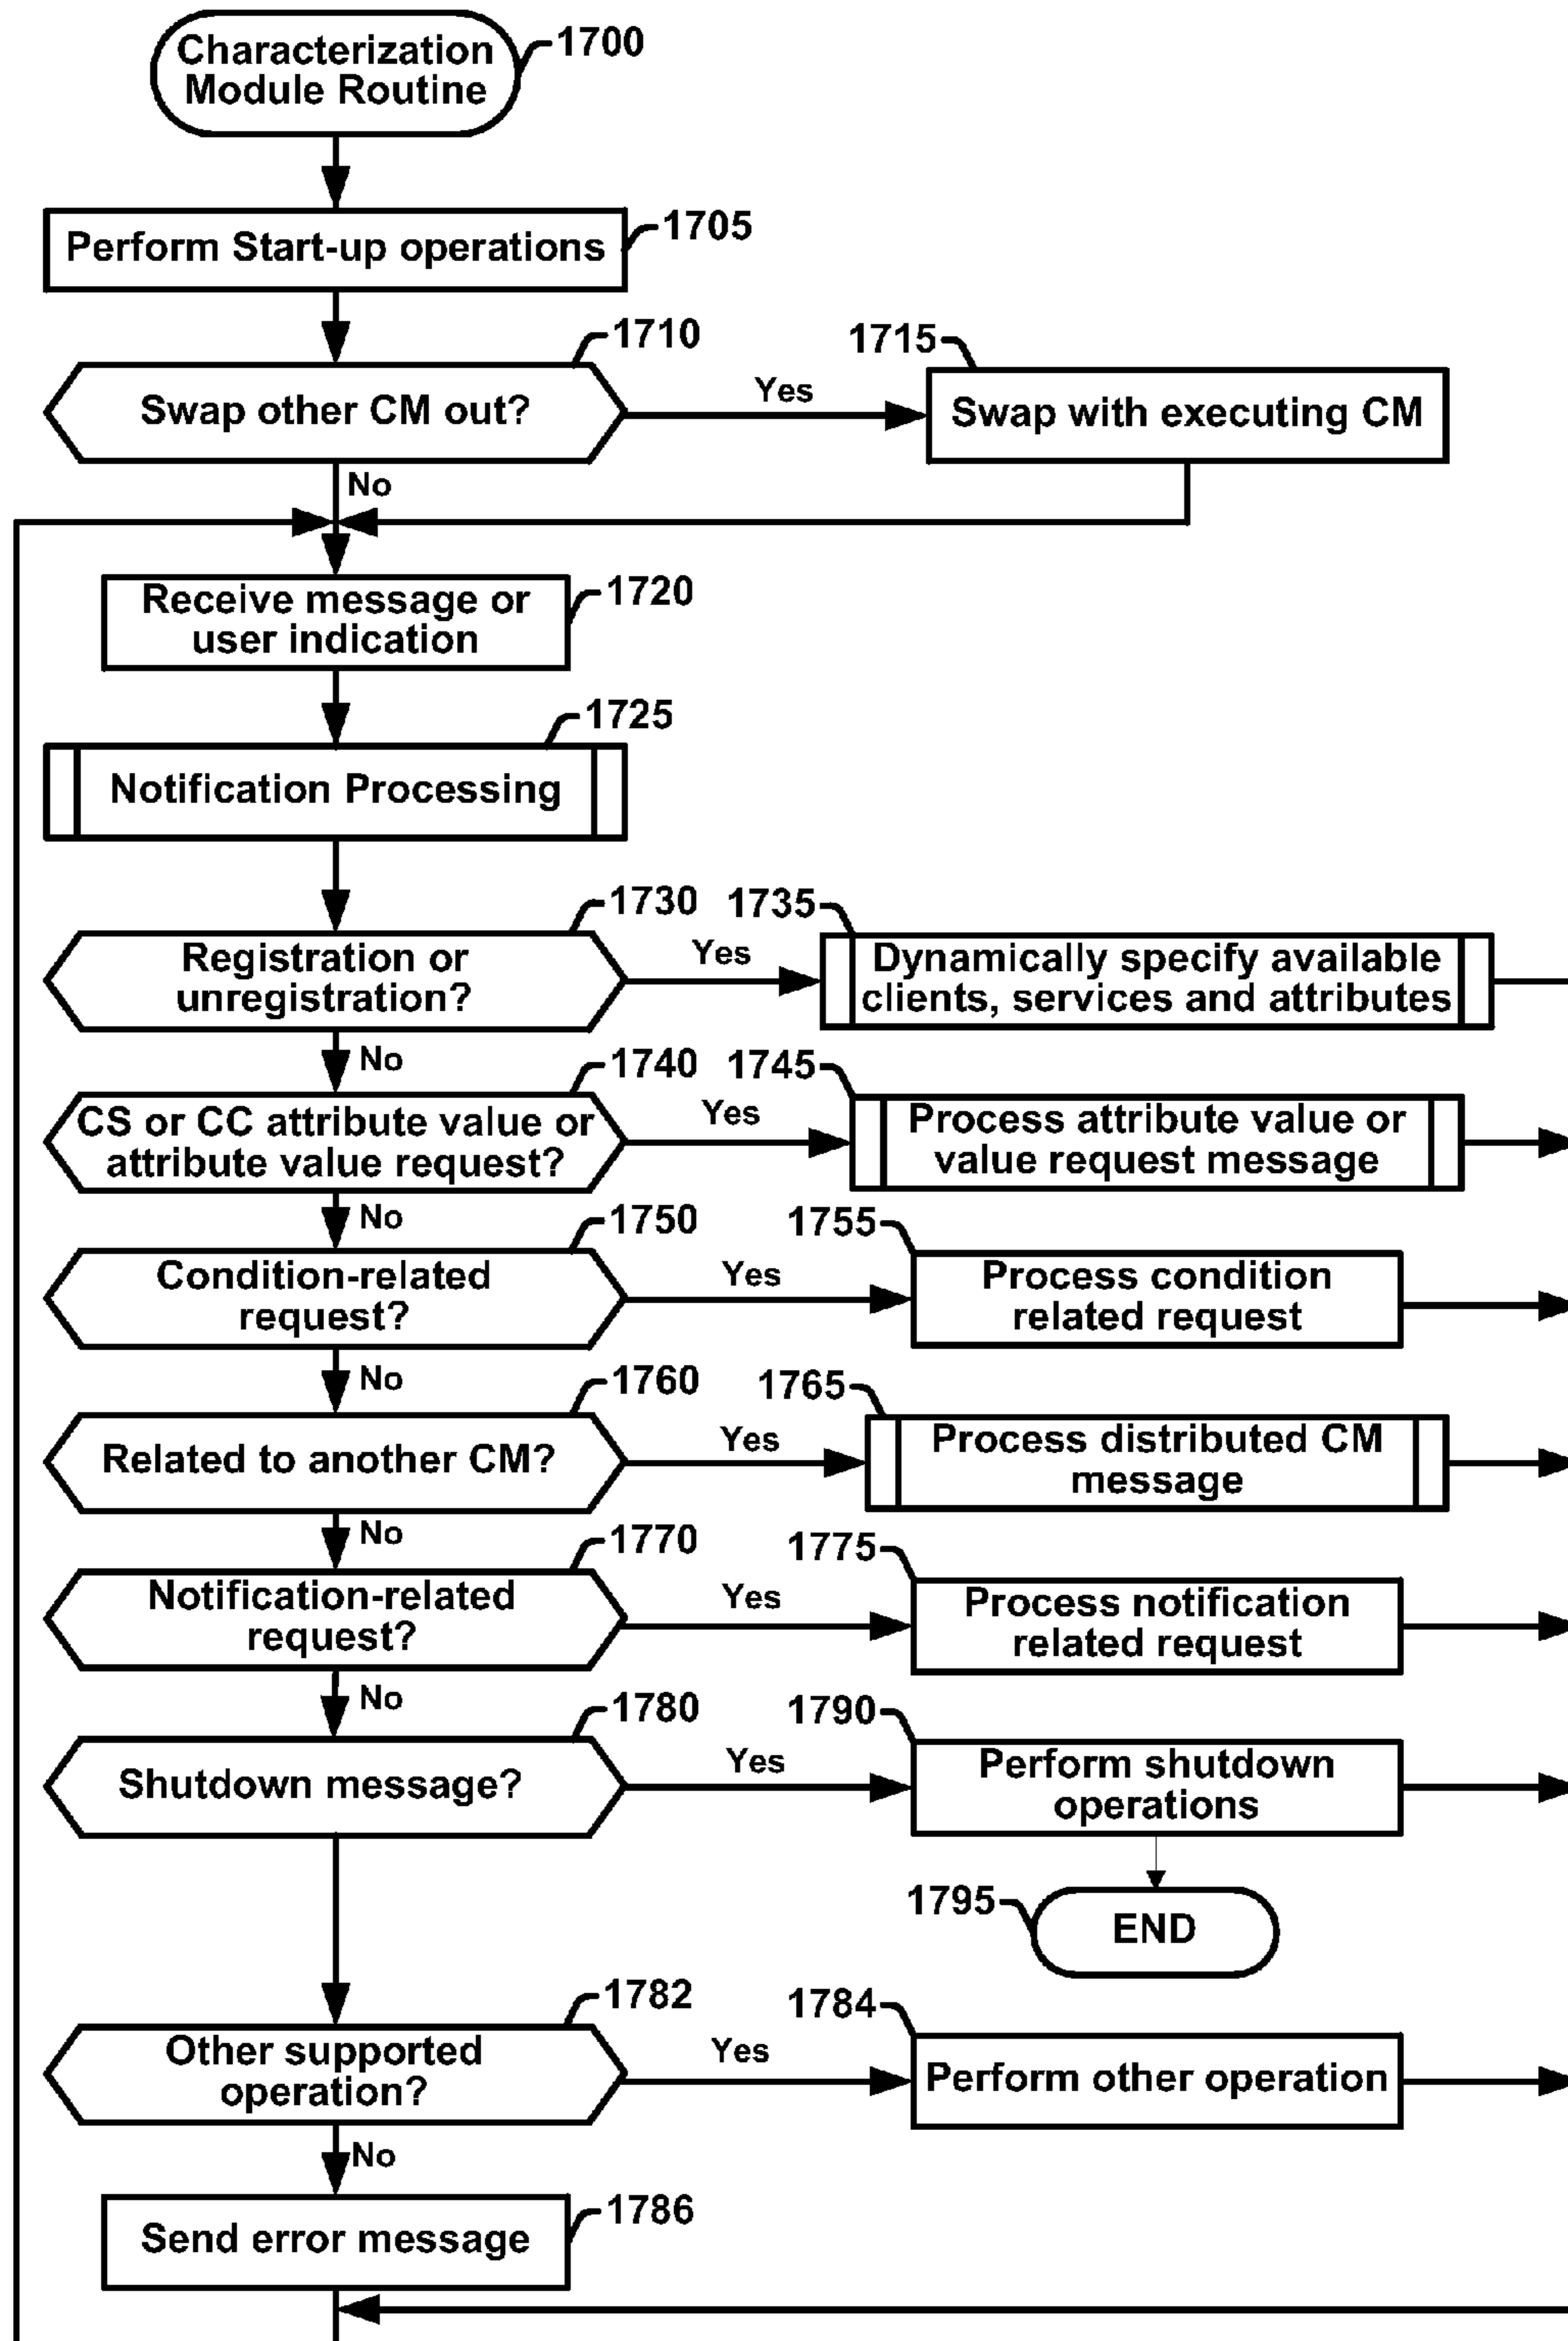 Characterization
Module Routine
1700
Perform Start-up operations
1705
1710
Swap other CM out?
Yes
1715
Swap with executing CM
No
Receive message or
user indication
1720
1725
Notification Processing
1730
Registration or
unregistration?
Yes
1735
Dynamically specify available
clients, services and attributes
No
1740
CS or CC attribute value or
attribute value request?
Yes
1745
Process attribute value or
value request message
No
1750
Condition-related
request?
Yes
1755
Process condition
related request
No
1760
Related to another CM?
Yes
1765
Process distributed CM
message
No
1770
Notification-related
request?
Yes
1775
Process notification
related request
No
1780
Shutdown message?
Yes
1790
Perform shutdown
operations
1795
END
1782
Other supported
operation?
Yes
1784
Perform other operation
No
Send error message
1786